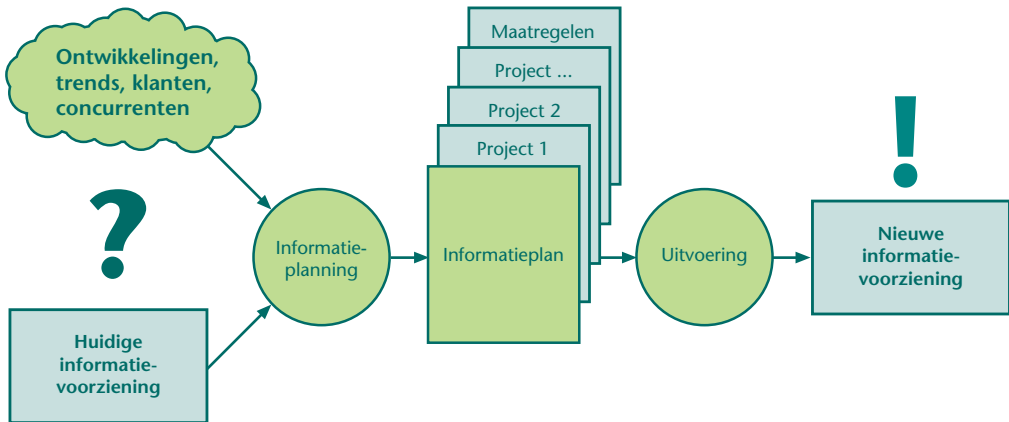 Ontwikkelingen,
trends, klanten,
concurrenten
?
Huidige
informatie-
voorziening
Informatie-
planning
Maatregelen
Project ...
Project 2
Project 1
Informatieplan
Uitvoering
!
Nieuwe
informatie-
voorziening